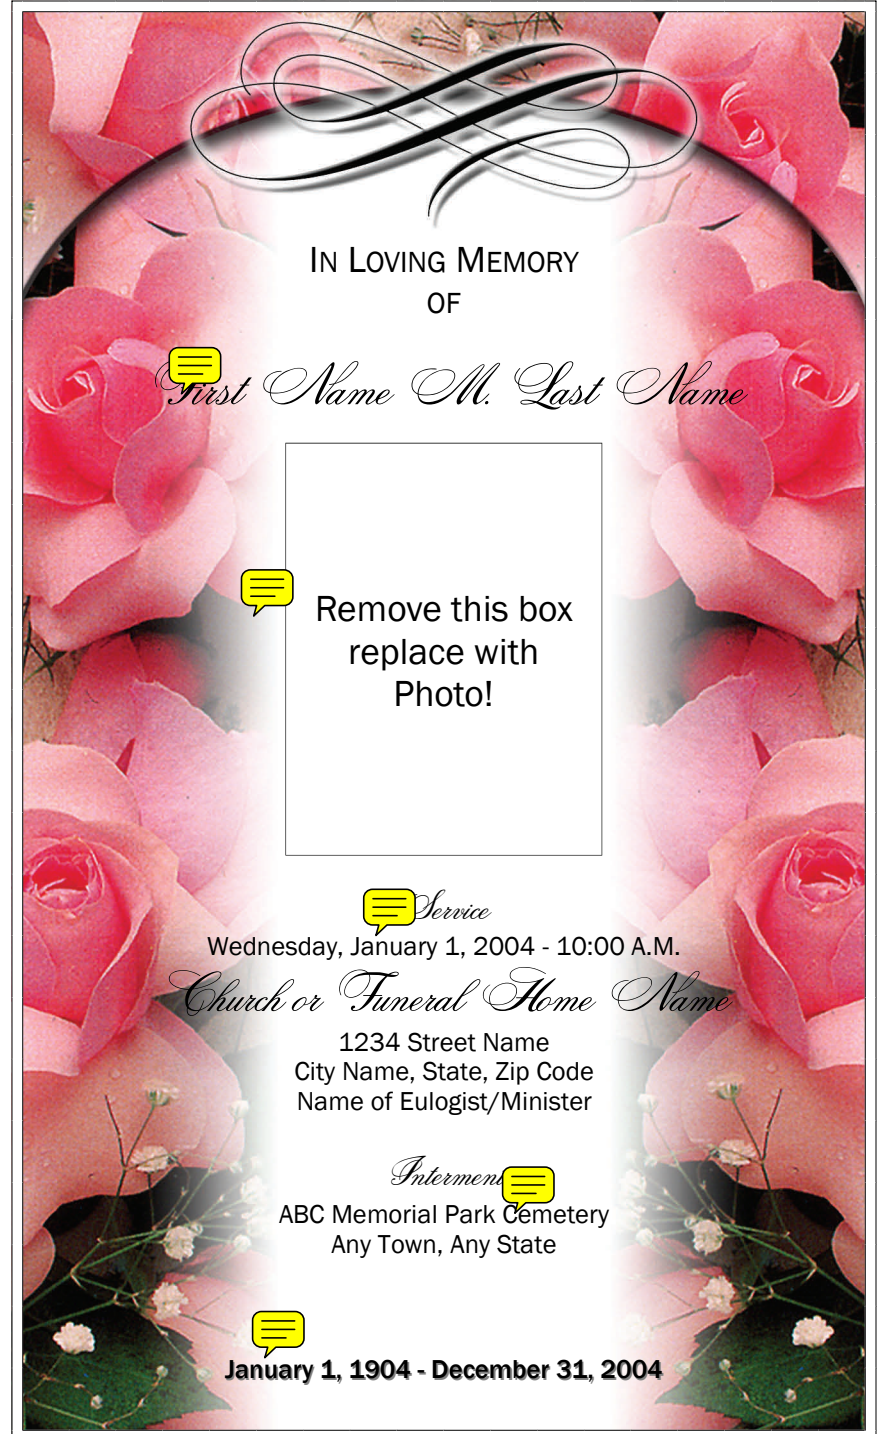 In Loving Memory
of
First Name M. Last Name
Remove this box
replace with
Photo!
Service
Wednesday, January 1, 2004 - 10:00 A.M.
Church or Funeral Home Name
1234 Street Name
City Name, State, Zip Code
Name of Eulogist/Minister
Interment
ABC Memorial Park Cemetery
Any Town, Any State
January 1, 1904 - December 31, 2004